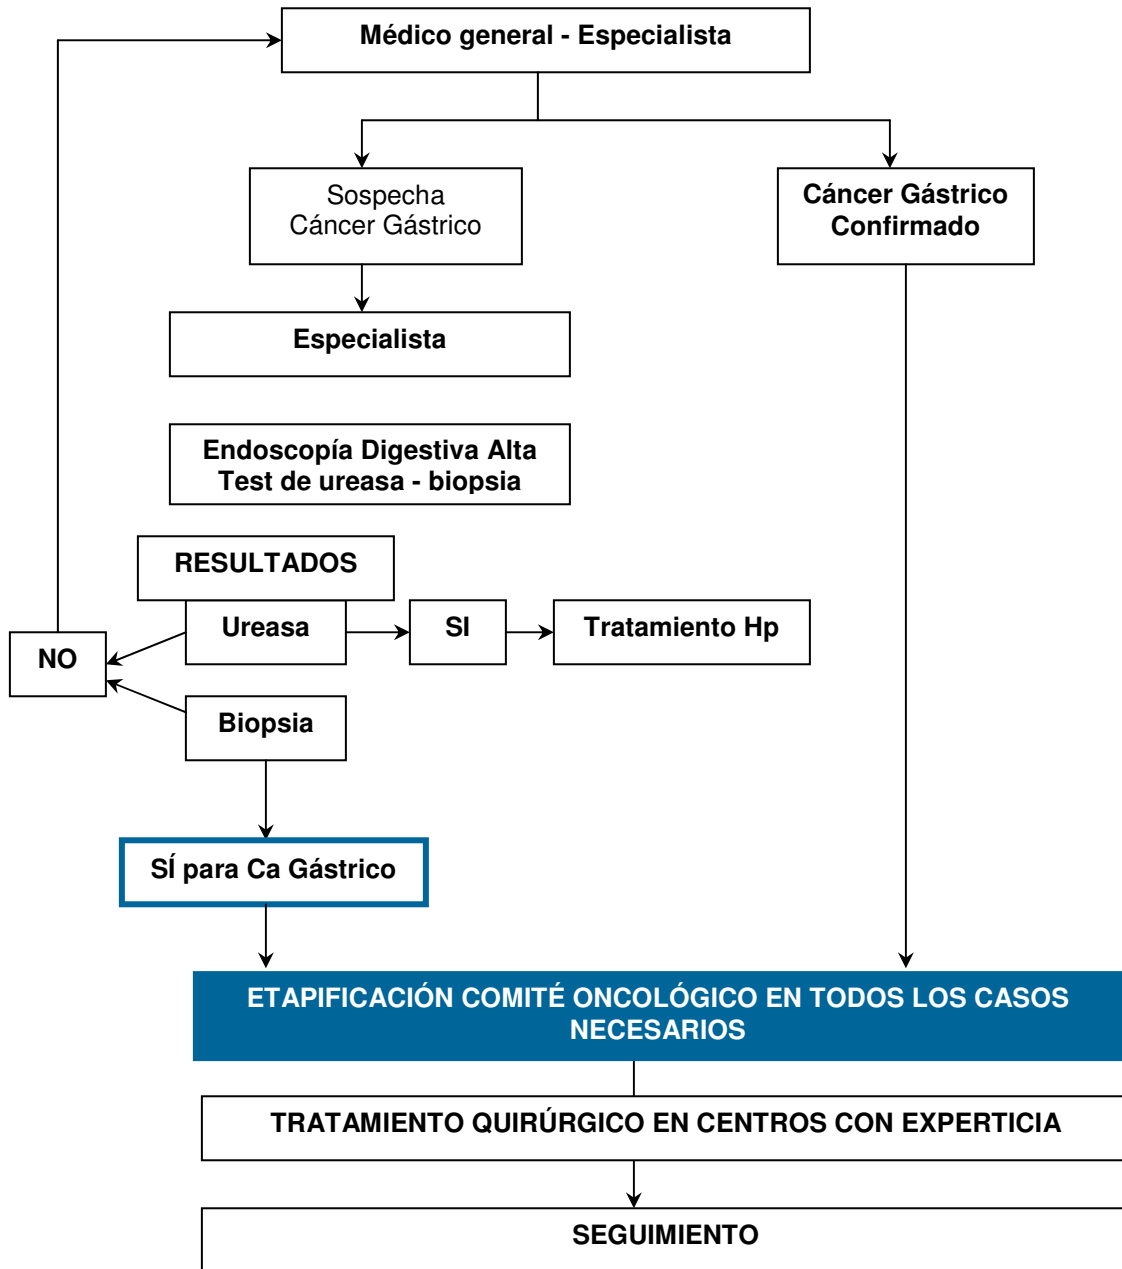 Médico general - Especialista
Sospecha
Cáncer Gástrico
Cáncer Gástrico
Confirmado
Especialista
Endoscopía Digestiva Alta
Test de ureasa - biopsia
RESULTADOS
Ureasa
SI
Tratamiento Hp
NO
Biopsia
SÍ para Ca Gástrico
ETAPIFICACIÓN COMITÉ ONCOLÓGICO EN TODOS LOS CASOS
NECESARIOS
TRATAMIENTO QUIRÚRGICO EN CENTROS CON EXPERTICIA
SEGUIMIENTO